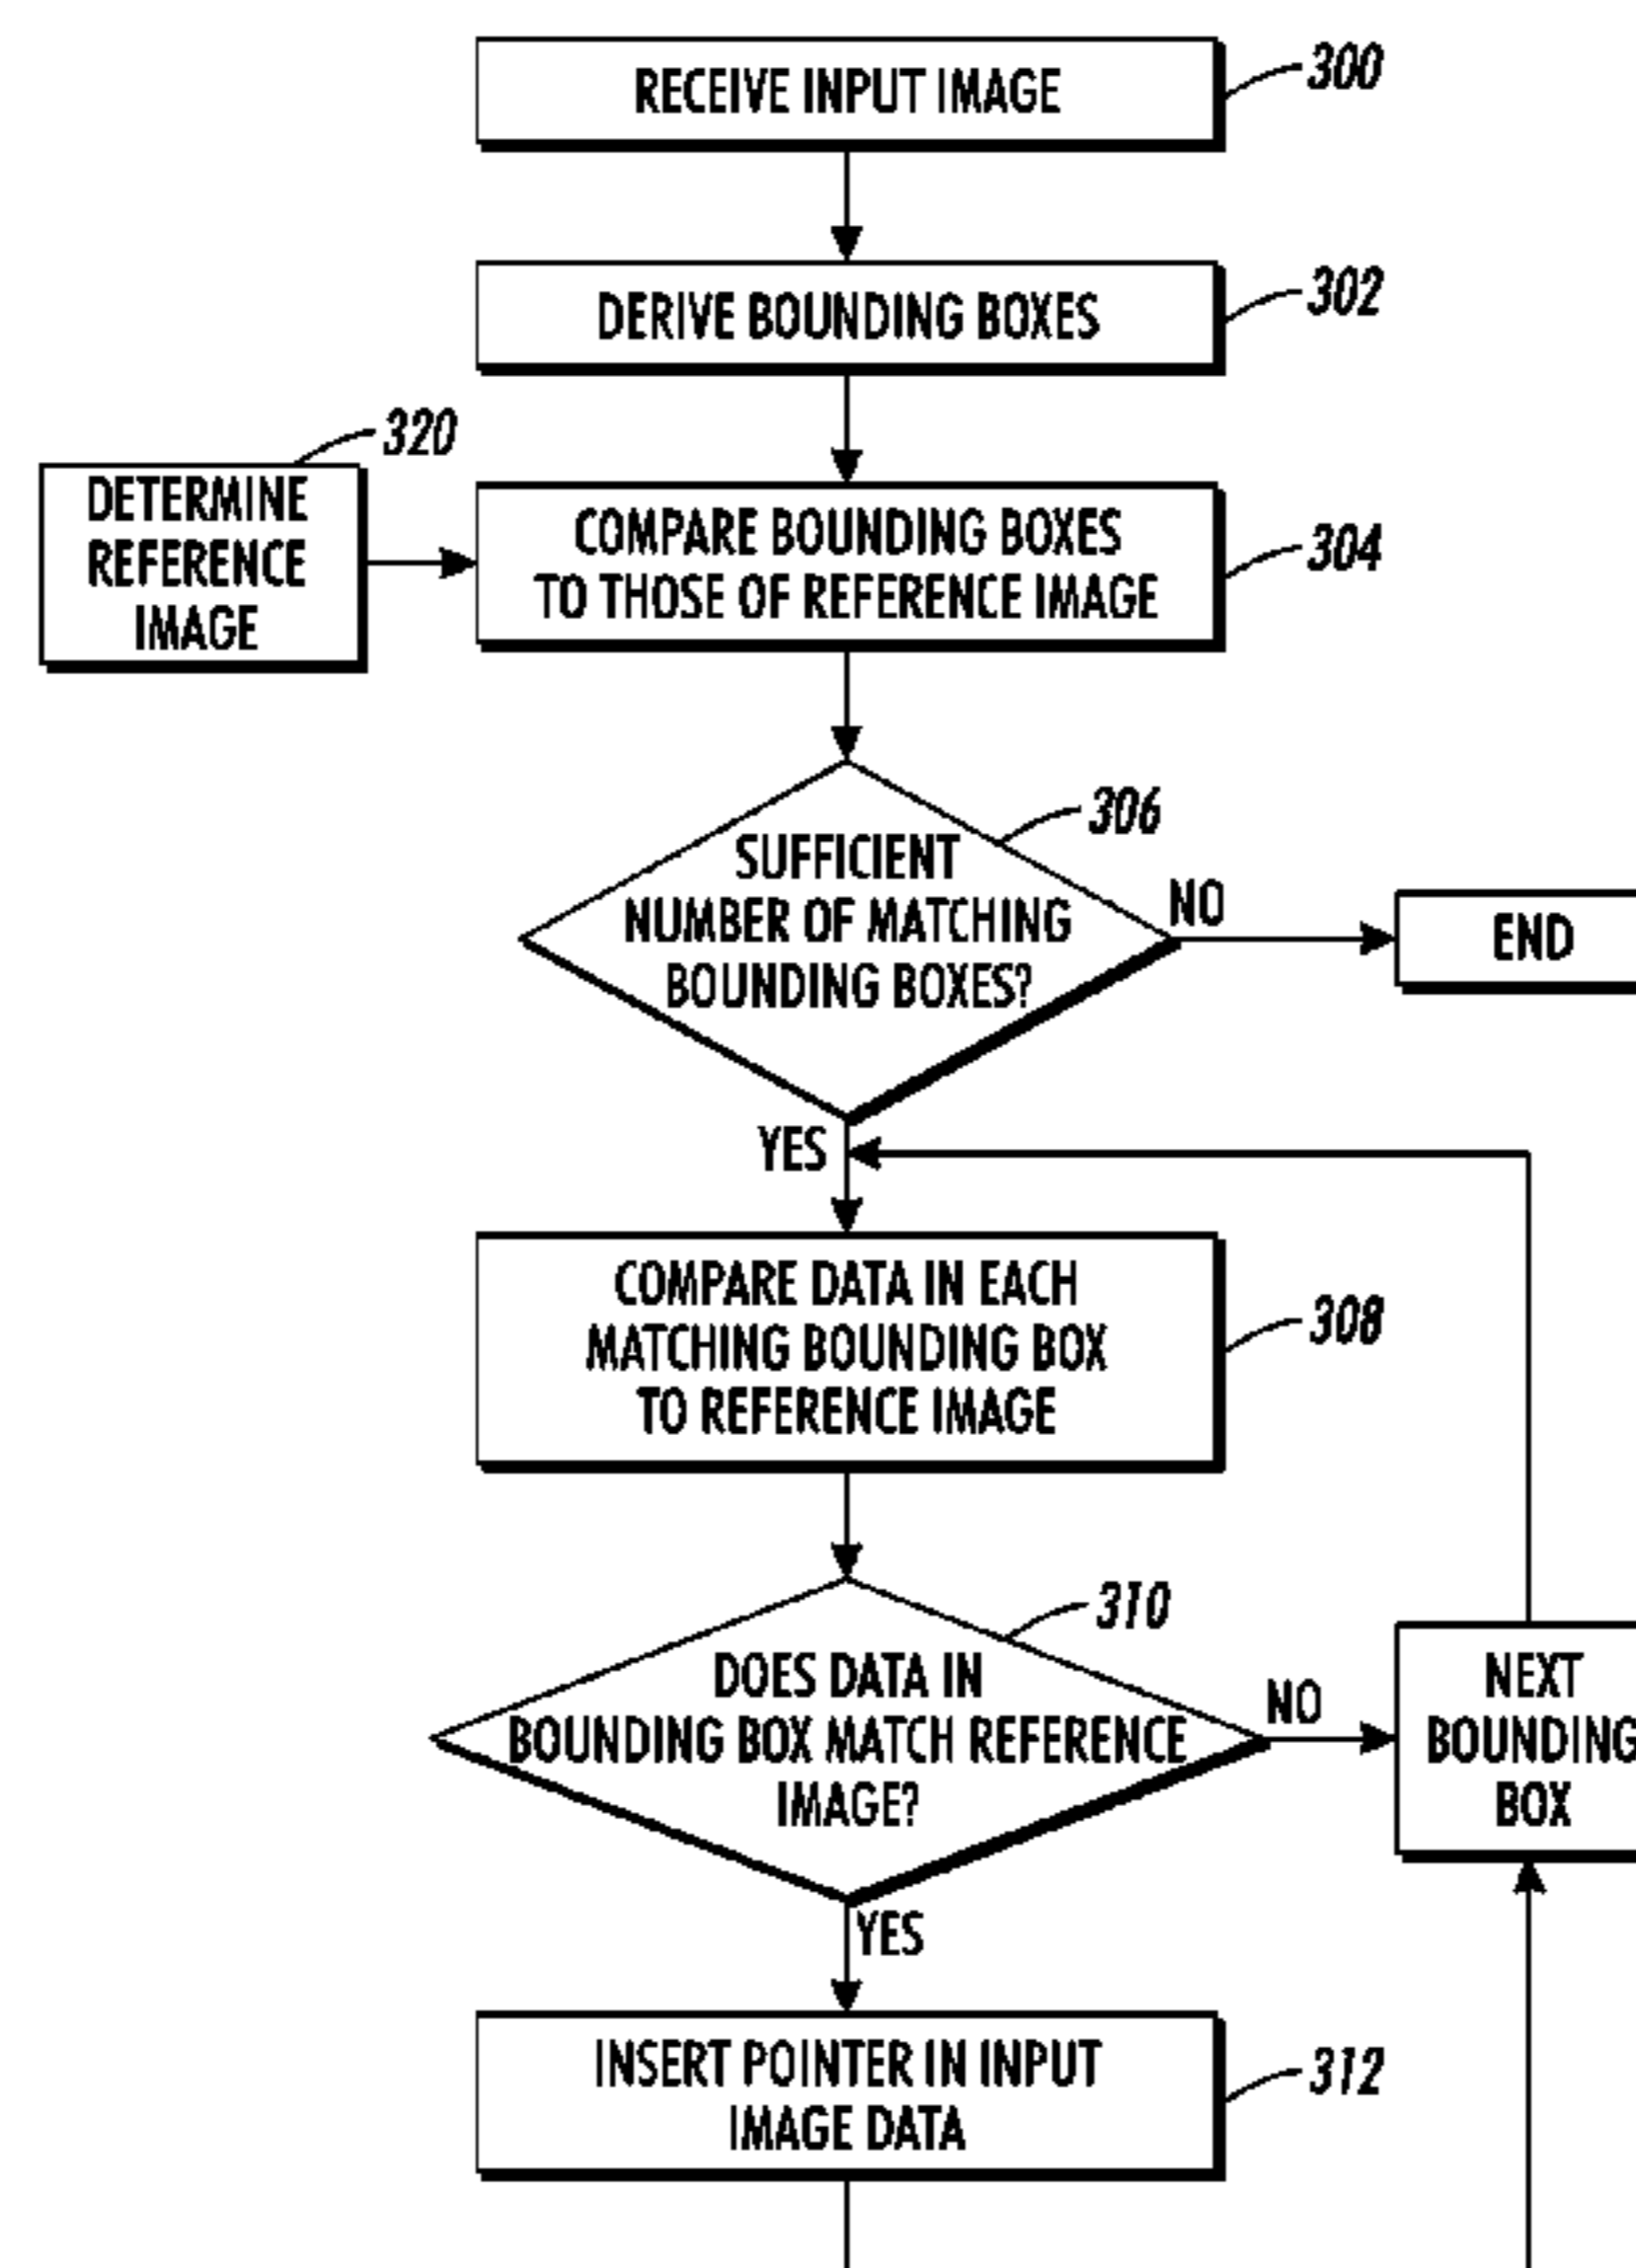 RECEIVE INPUT IMAGE
300
DERIVE BOUNDING BOXES
302
320
DETERMINE
REFERENCE
IMAGE
COMPARE BOUNDING BOXES
TO THOSE OF REFERENCE IMAGE
304
306
SUFFICIENT
NUMBER OF MATCHING
BOUNDING BOXES?
NO
END
YES
COMPARE DATA IN EACH
MATCHING BOUNDING BOX
TO REFERENCE IMAGE
308
310
DOES DATA IN
BOUNDING BOX MATCH REFERENCE
IMAGE?
NO
NEXT
BOUNDING
BOX
YES
INSERT POINTER IN INPUT
IMAGE DATA
312